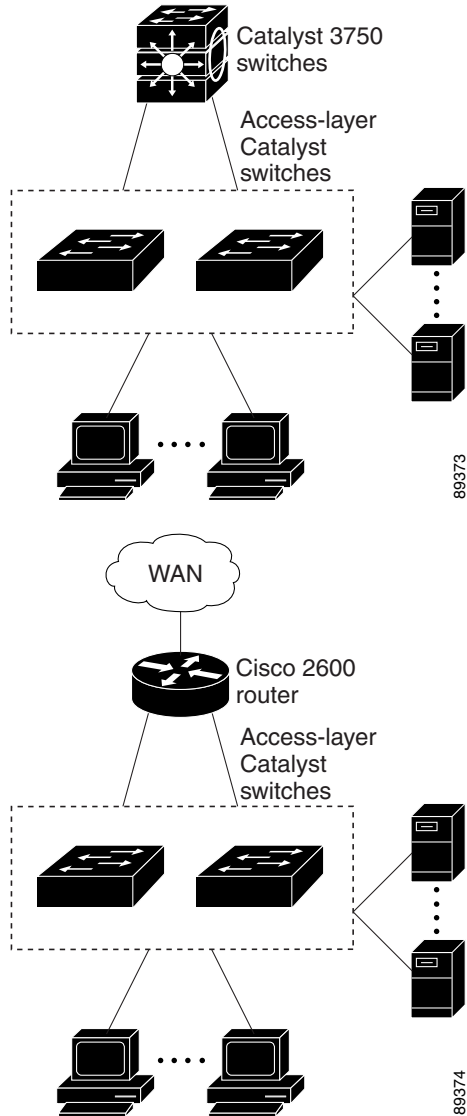 Catalyst 3750
switches
Access-layer
Catalyst
switches
89373
WAN
Cisco 2600
router
Access-layer
Catalyst
switches
89374